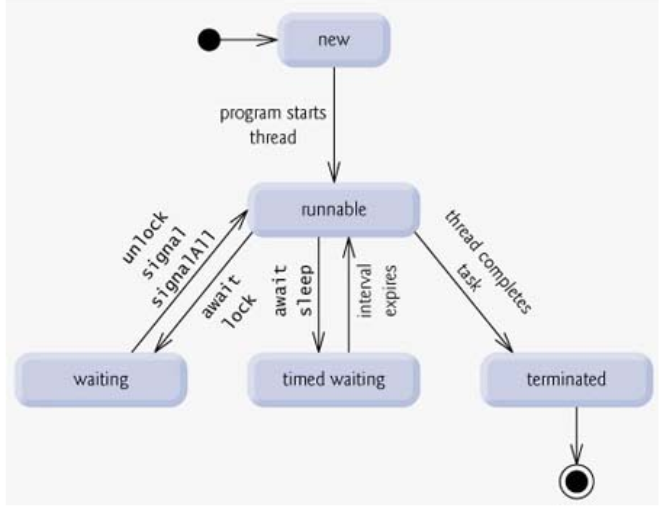 new
program starts
thread
runnable
unlock
signal
signalAll
await
lock
await
sleep
interval
expires
thread completes
task
waiting
timed waiting
terminated